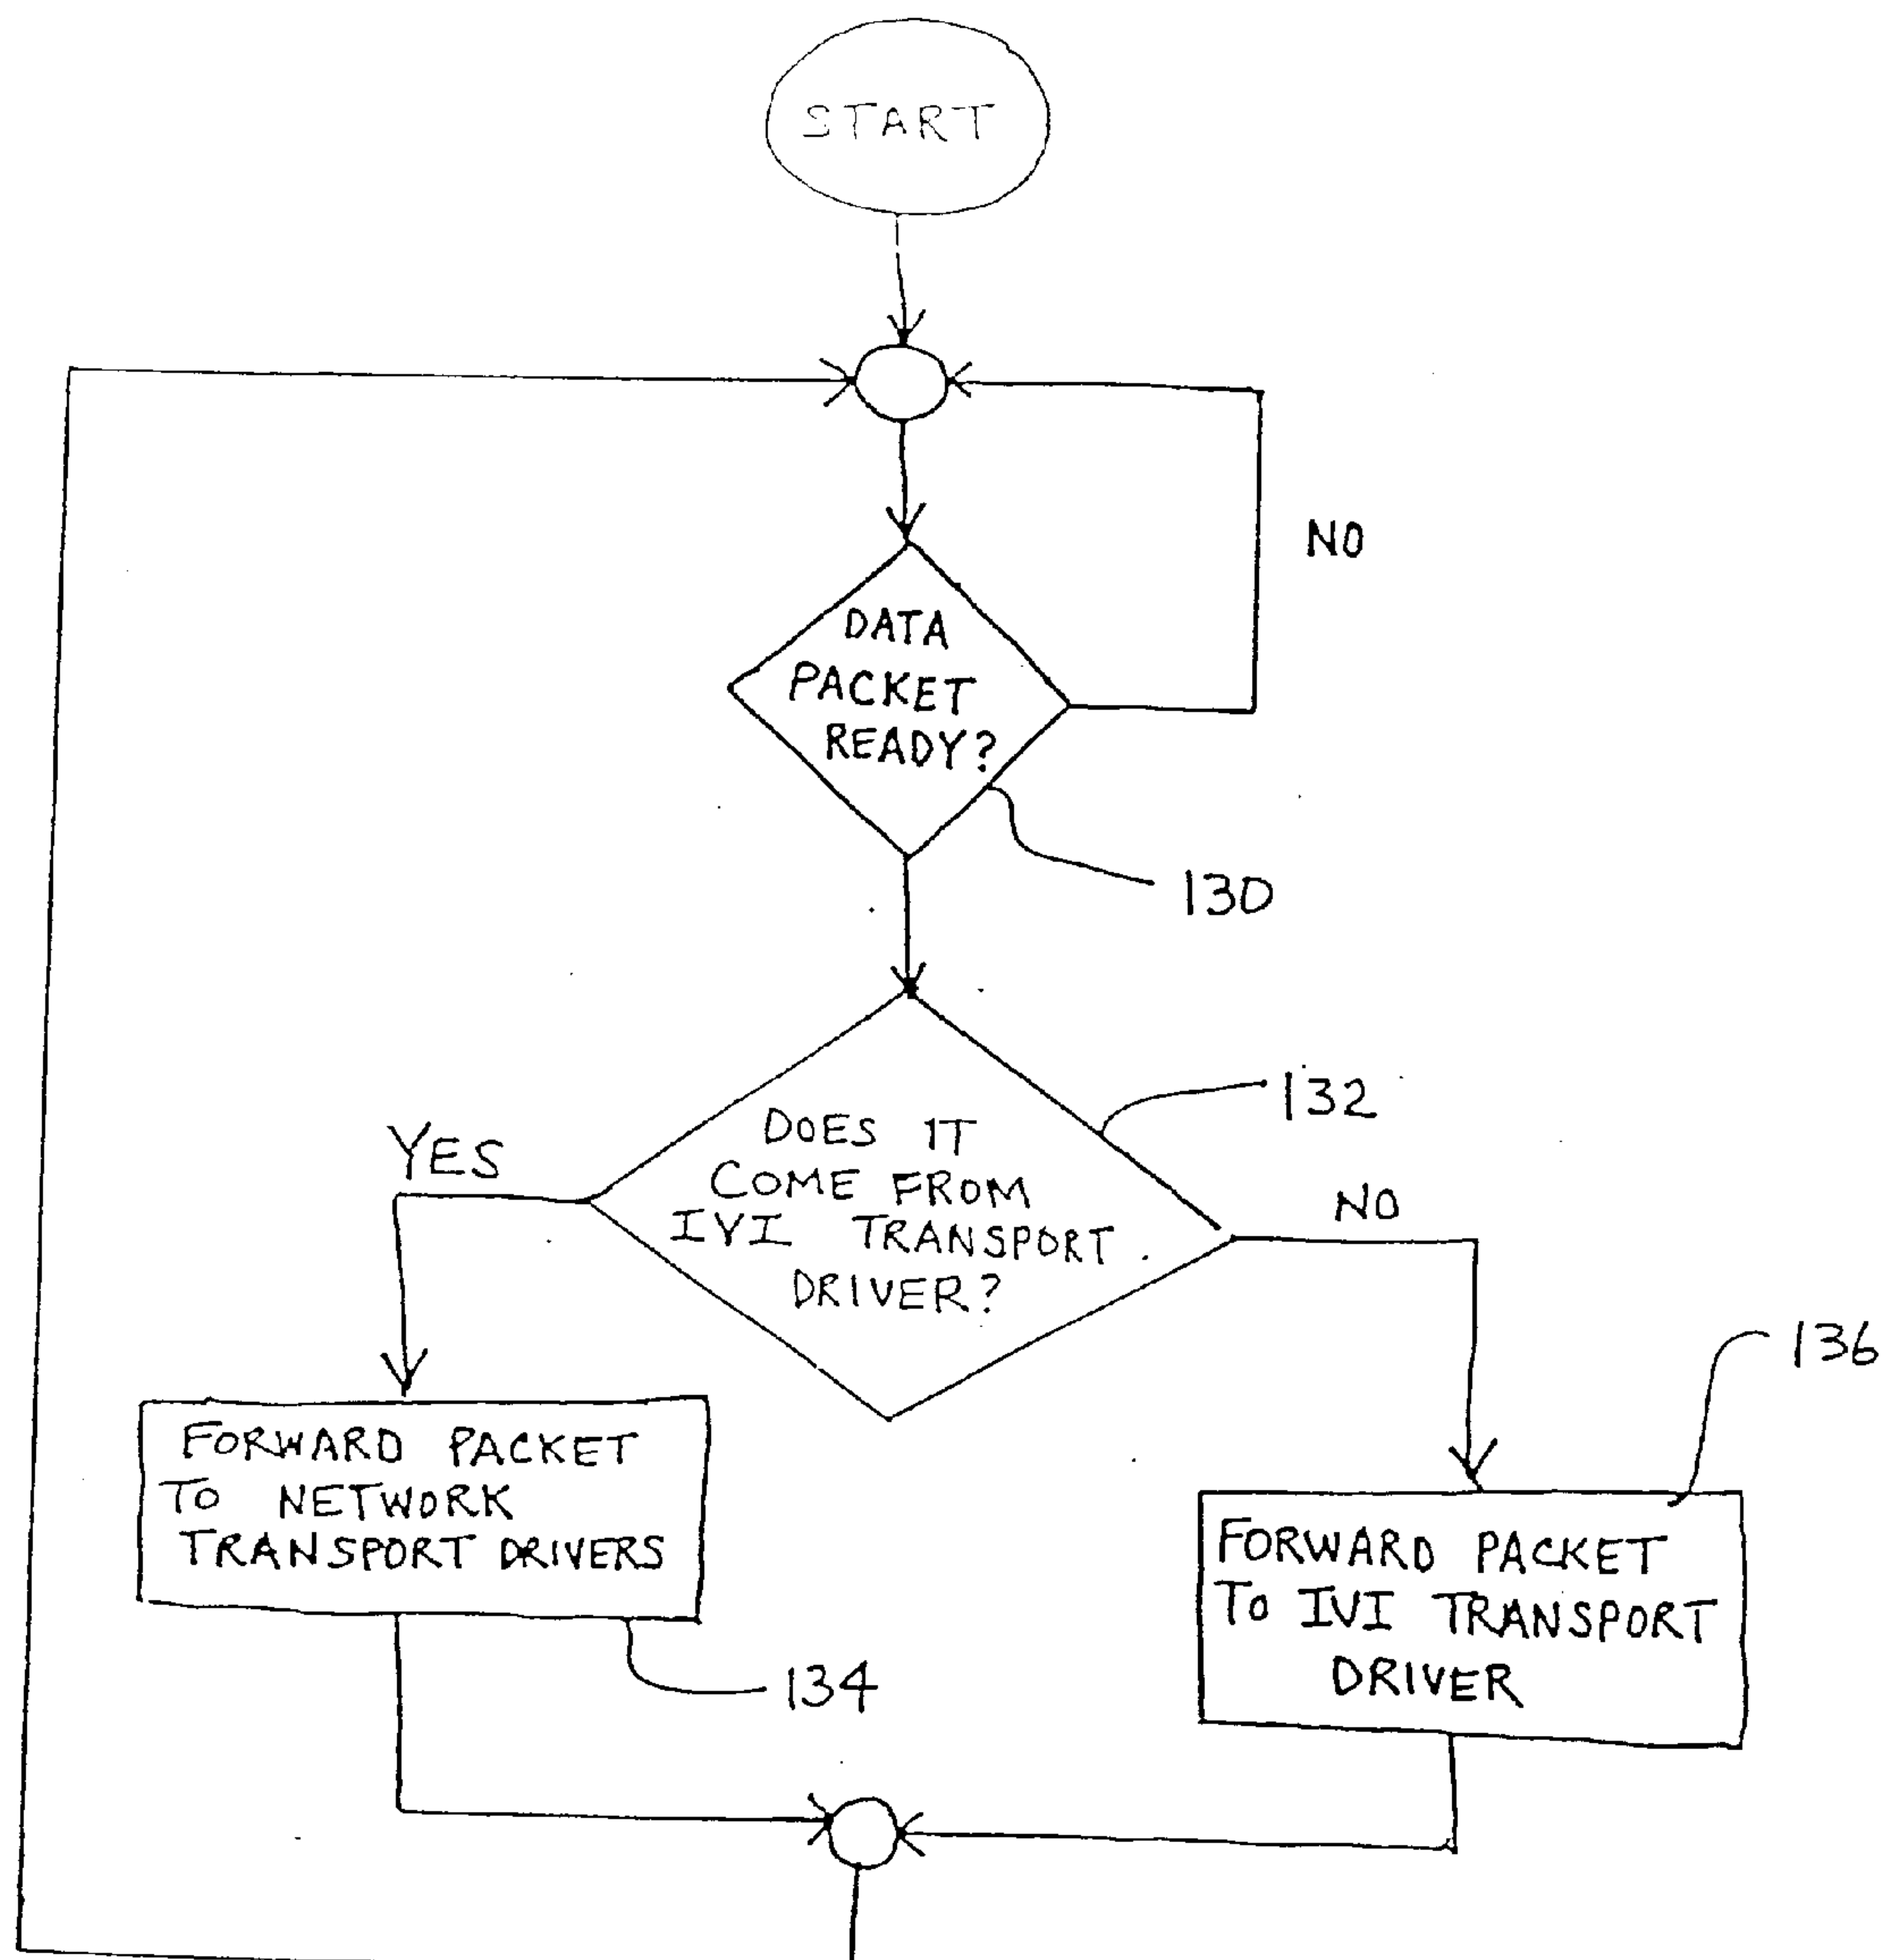 START
NO
DATA
PACKET
READY?
130
132
DOES IT
COME FROM
IVI TRANSPORT
DRIVER?
YES
NO
136
FORWARD PACKET
TO NETWORK
TRANSPORT DRIVERS
FORWARD PACKET
TO IVI TRANSPORT
DRIVER
134